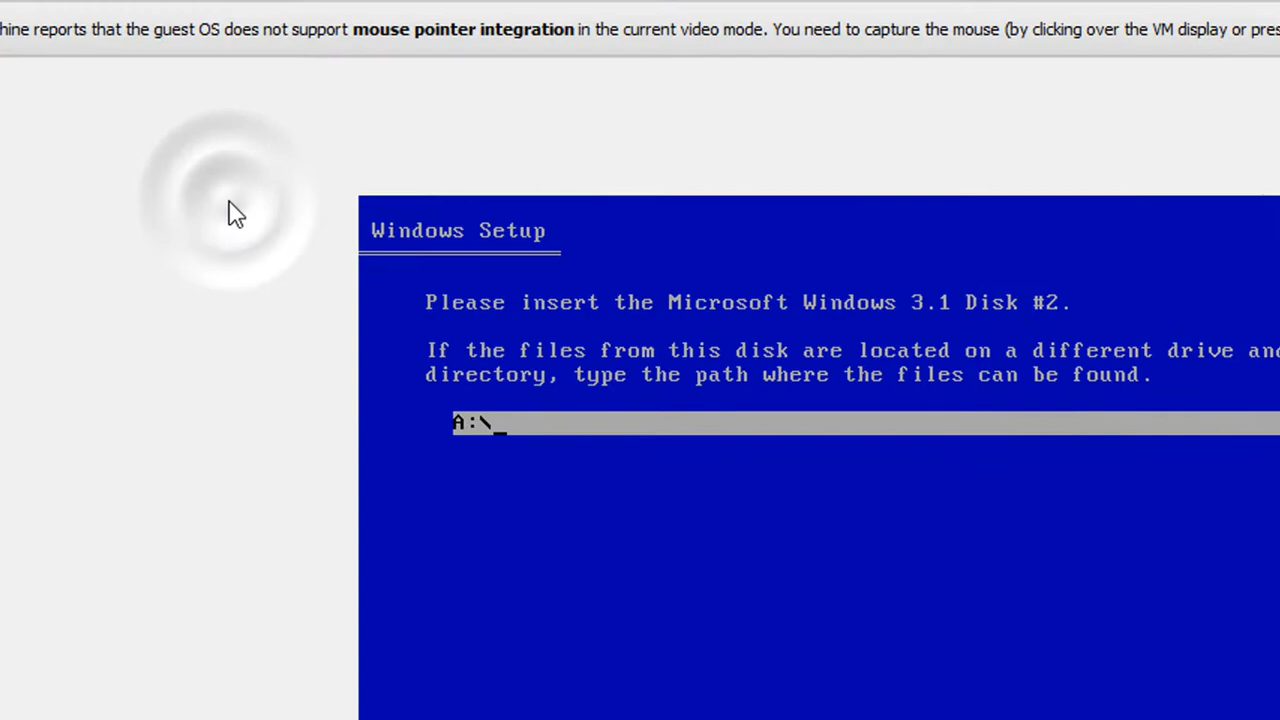 hine reports that the guest OS does not support mouse pointer integration in the current video mode. You need to capture the mouse (by clicking over the VM display or pres
Windows Setup
Please insert the Microsoft Windows 3.1 Disk #2.
If the files from this disk are located on a different drive and
directory, type the path where the files can be found.
A:\_